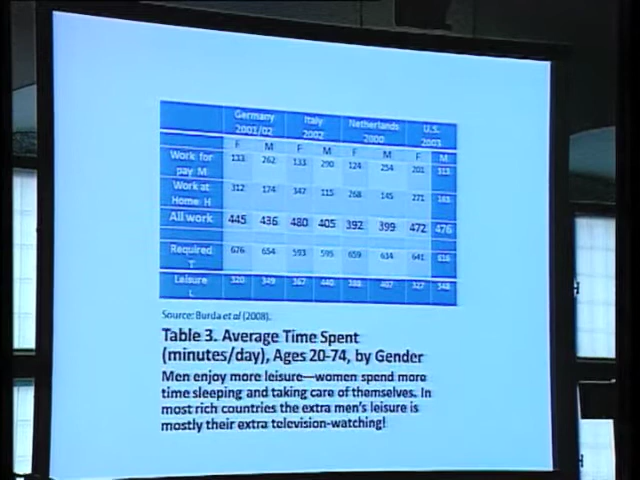 Germany 2001/02 Italy 2002 Netherlands 2000 U.S. 2003
F M F M F M F M
Work for pay M 133 262 133 290 124 254 201 313
Work at Home H 312 174 347 115 268 145 271 163
All work 445 436 480 405 392 399 472 476
Required T 676 654 593 595 659 634 641 616
Leisure L 320 349 367 440 388 407 327 348
Source: Burda et al (2008).
Table 3. Average Time Spent
(minutes/day), Ages 20-74, by Gender
Men enjoy more leisure—women spend more
time sleeping and taking care of themselves. In
most rich countries the extra men's leisure is
mostly their extra television-watching!